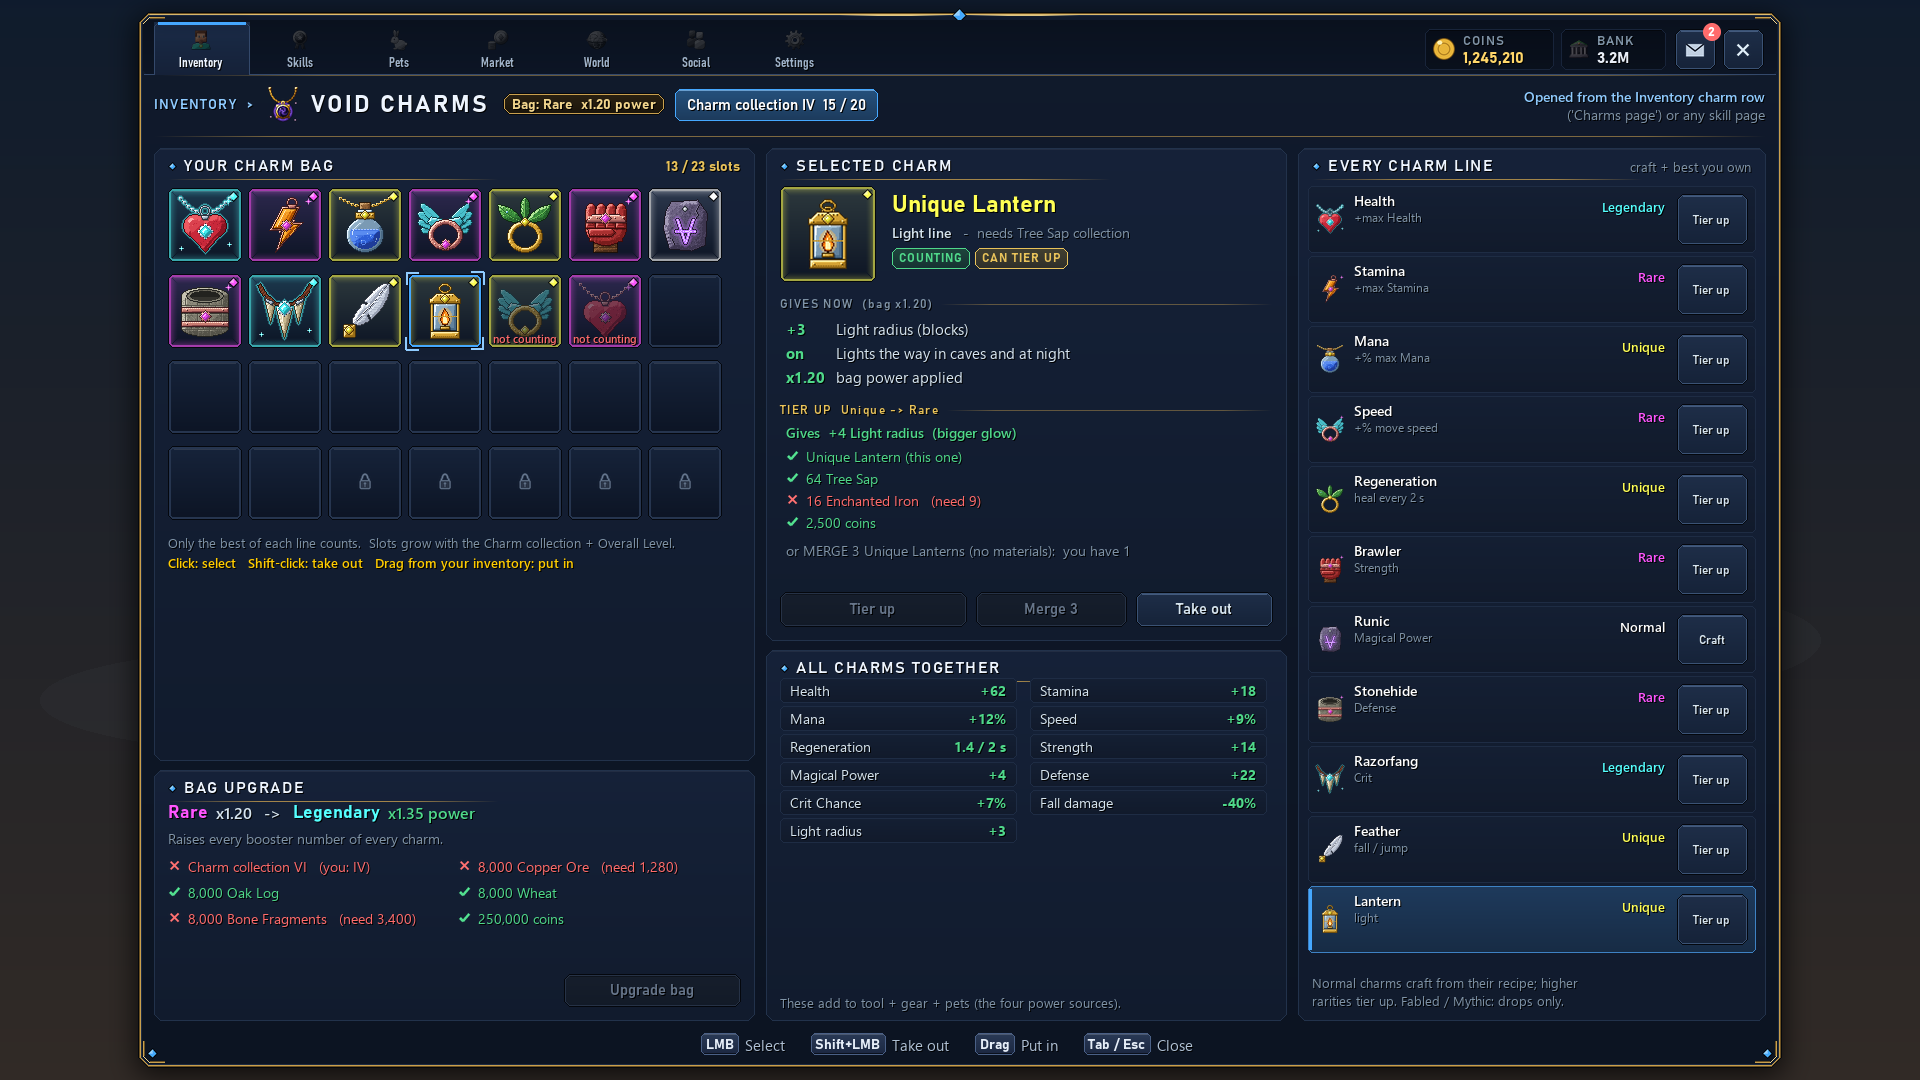 Inventory
Skills
Pets
Market
World
Social
Settings
COINS
1,245,210
BANK
3.2M
2
INVENTORY >
VOID CHARMS
Bag: Rare x1.20 power
Charm collection IV 15 / 20
Opened from the Inventory charm row
('Charms page') or any skill page
YOUR CHARM BAG
13 / 23 slots
not counting
not counting
Only the best of each line counts. Slots grow with the Charm collection + Overall Level.
Click: select Shift-click: take out Drag from your inventory: put in
BAG UPGRADE
Rare x1.20 -> Legendary x1.35 power
Raises every booster number of every charm.
Charm collection VI (you: IV)
8,000 Copper Ore (need 1,280)
8,000 Oak Log
8,000 Wheat
8,000 Bone Fragments (need 3,400)
250,000 coins
Upgrade bag
SELECTED CHARM
Unique Lantern
Light line - needs Tree Sap collection
COUNTING
CAN TIER UP
GIVES NOW (bag x1.20)
+3 Light radius (blocks)
on Lights the way in caves and at night
x1.20 bag power applied
TIER UP Unique -> Rare
Gives +4 Light radius (bigger glow)
Unique Lantern (this one)
64 Tree Sap
16 Enchanted Iron (need 9)
2,500 coins
or MERGE 3 Unique Lanterns (no materials): you have 1
Tier up
Merge 3
Take out
ALL CHARMS TOGETHER
Health +62
Stamina +18
Mana +12%
Speed +9%
Regeneration 1.4 / 2 s
Strength +14
Magical Power +4
Defense +22
Crit Chance +7%
Fall damage -40%
Light radius +3
These add to tool + gear + pets (the four power sources).
EVERY CHARM LINE
craft + best you own
Health
+max Health
Legendary
Tier up
Stamina
+max Stamina
Rare
Tier up
Mana
+% max Mana
Unique
Tier up
Speed
+% move speed
Rare
Tier up
Regeneration
heal every 2 s
Unique
Tier up
Brawler
Strength
Rare
Tier up
Runic
Magical Power
Normal
Craft
Stonehide
Defense
Rare
Tier up
Razorfang
Crit
Legendary
Tier up
Feather
fall / jump
Unique
Tier up
Lantern
light
Unique
Tier up
Normal charms craft from their recipe; higher
rarities tier up. Fabled / Mythic: drops only.
LMB Select Shift+LMB Take out Drag Put in Tab / Esc Close